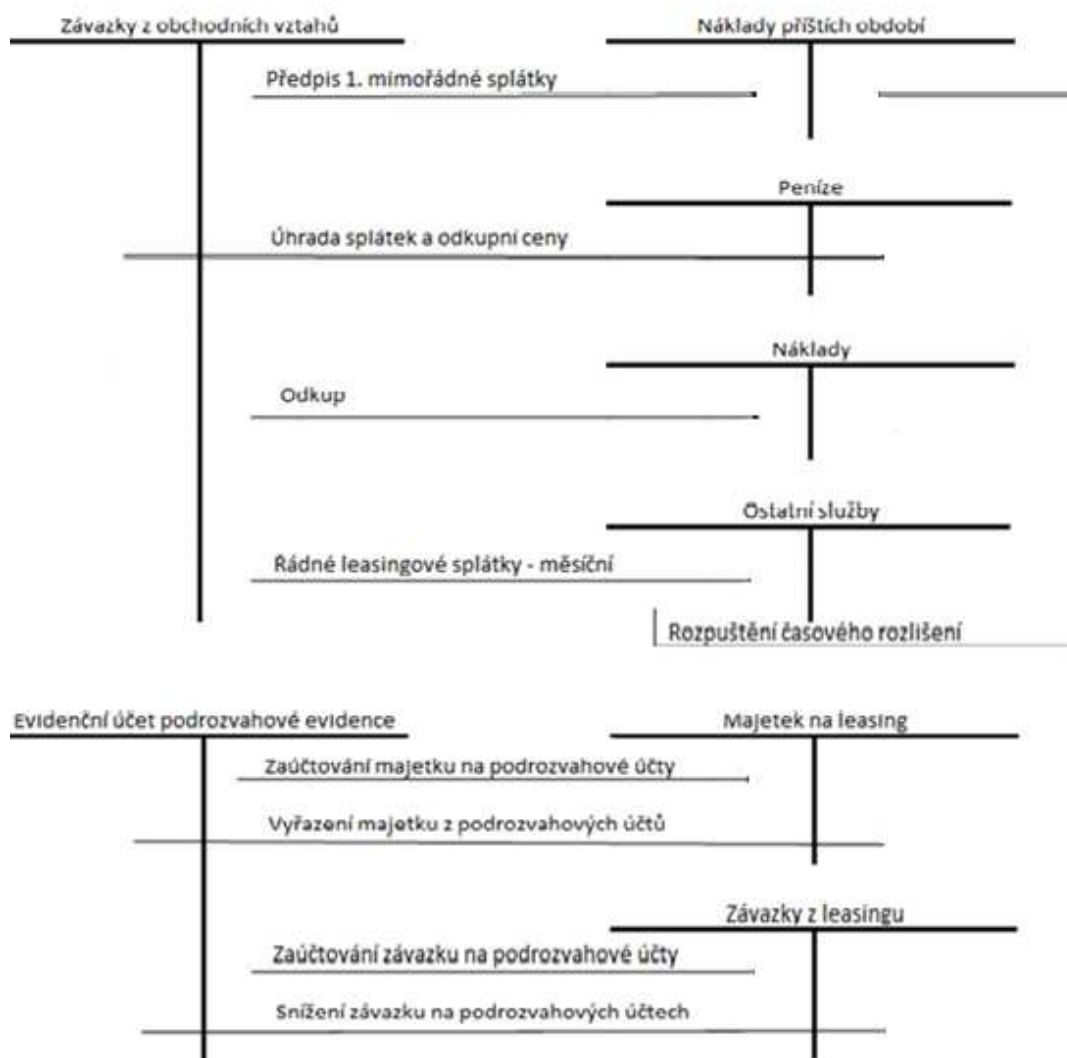 Závazky z obchodních vztahů
Náklady příštích období
Předpis 1. mimořádné splátky
Peníze
Úhrada splátek a odkupní ceny
Náklady
Odkup
Ostatní služby
Řádné leasingové splátky - měsíční
Rozpuštění časového rozlišení
Evidenční účet podrozvahové evidence
Majetek na leasing
Zaúčtování majetku na podrozvahové účty
Vyřazení majetku z podrozvahových účtů
Závazky z leasingu
Zaúčtování závazku na podrozvahové účty
Snížení závazku na podrozvahových účtech